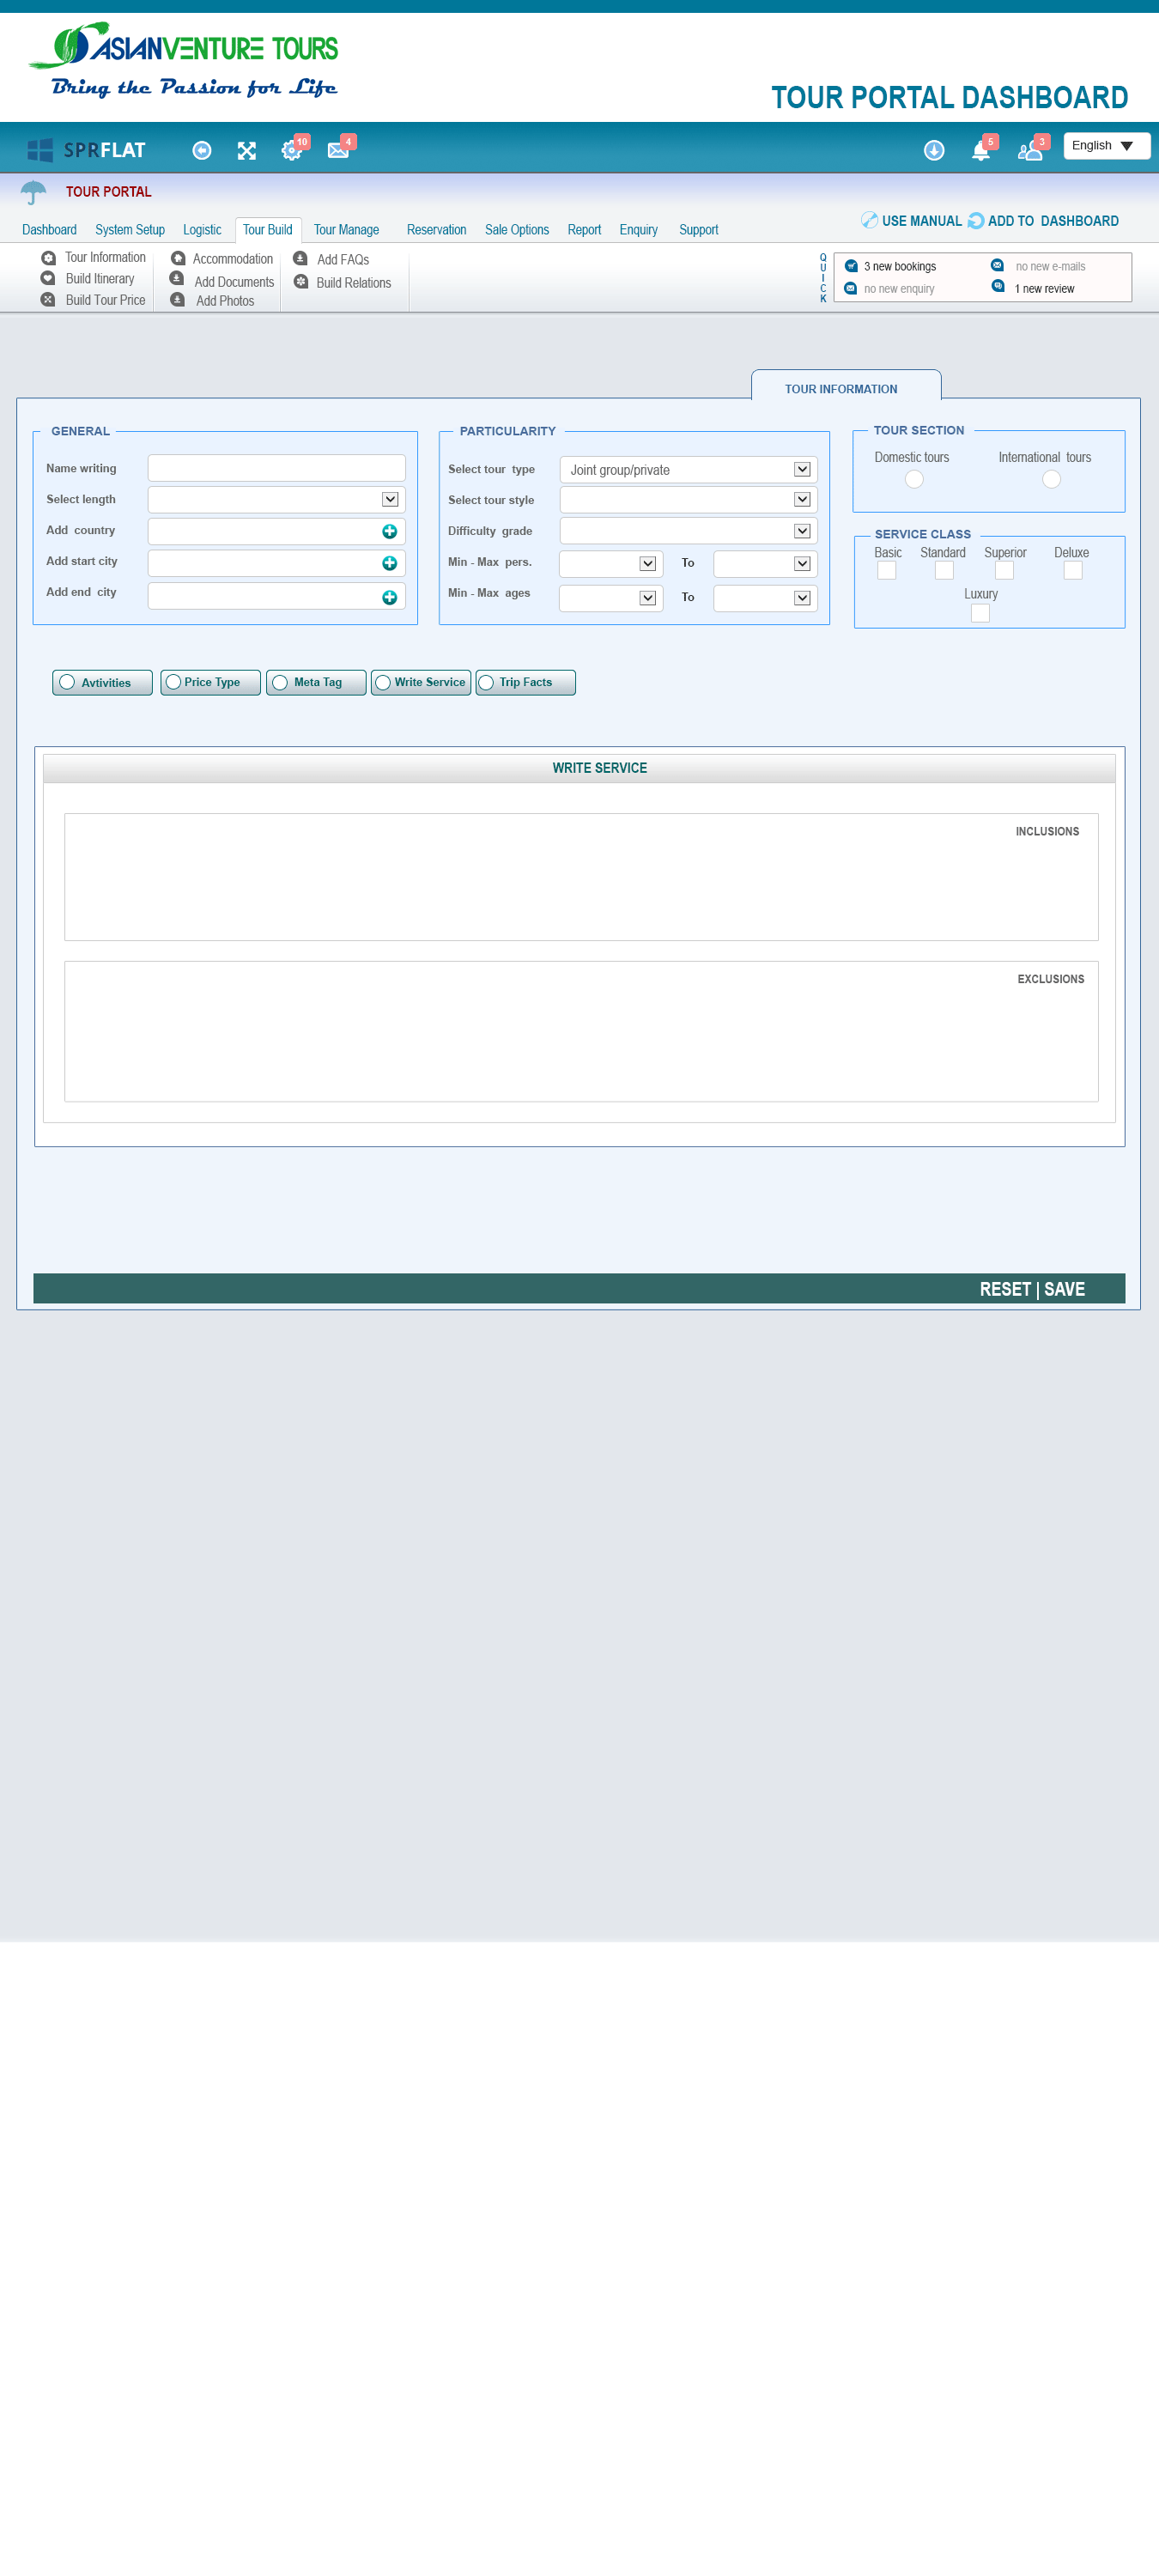 ASIANVENTURE TOURS
Bring the Passion for Life
TOUR PORTAL DASHBOARD
SPRFLAT
10
4
5
3
English
TOUR PORTAL
USE MANUAL ADD TO DASHBOARD
Dashboard System Setup Logistic Tour Build Tour Manage Reservation Sale Options Report Enquiry Support
Tour Information Accommodation Add FAQs
Build Itinerary Add Documents Build Relations
Build Tour Price Add Photos
QUICK
3 new bookings no new e-mails
no new enquiry 1 new review
TOUR INFORMATION
GENERAL
Name writing
Select length
Add country
Add start city
Add end city
PARTICULARITY
Select tour type Joint group/private
Select tour style
Difficulty grade
Min - Max pers. To
Min - Max ages To
TOUR SECTION
Domestic tours International tours
SERVICE CLASS
Basic Standard Superior Deluxe
Luxury
Avtivities Price Type Meta Tag Write Service Trip Facts
WRITE SERVICE
INCLUSIONS
EXCLUSIONS
RESET | SAVE